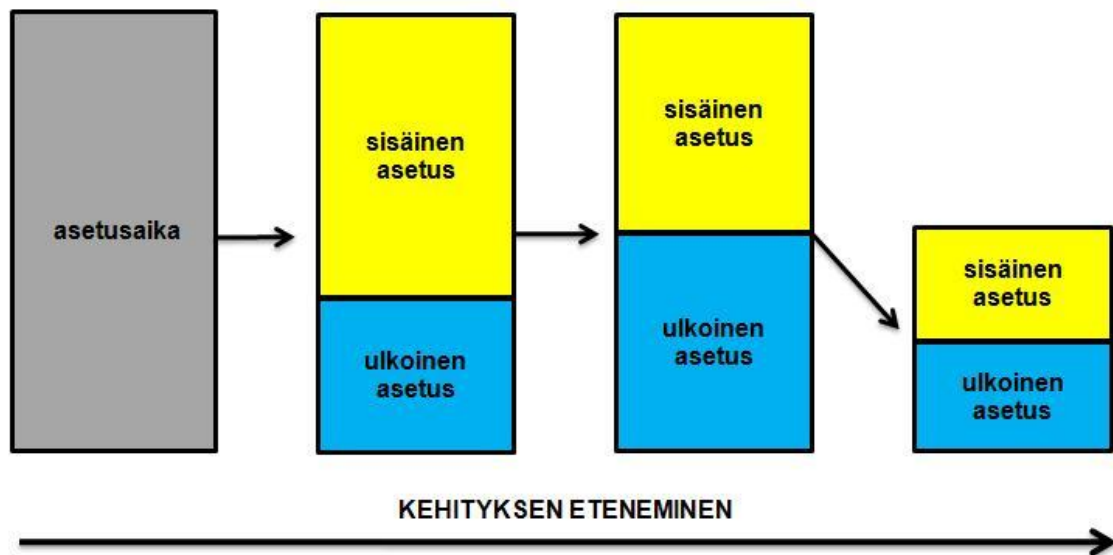 asetusaika
sisäinen
asetus
ulkoinen
asetus
sisäinen
asetus
ulkoinen
asetus
sisäinen
asetus
ulkoinen
asetus
KEHITYKSEN ETENEMINEN